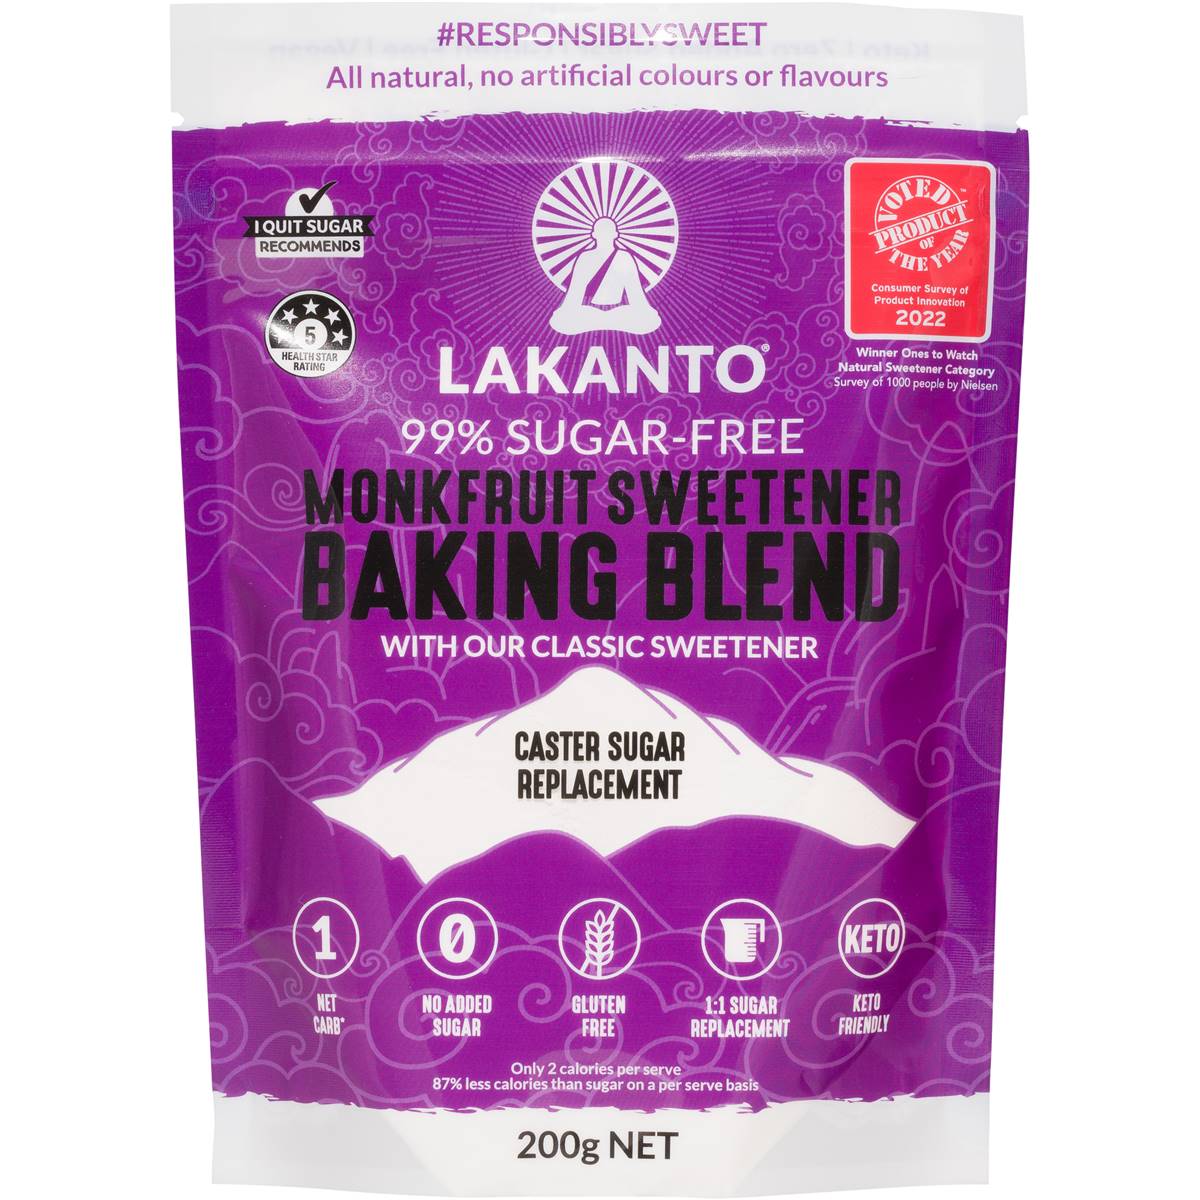 #RESPONSIBLYSWEET
All natural, no artificial colours or flavours
I QUIT SUGAR
RECOMMENDS
5
HEALTH STAR
RATING
VOTED
PRODUCT
OF
THE YEAR
™
Consumer Survey of
Product Innovation
2022
Winner Ones to Watch
Natural Sweetener Category
Survey of 1000 people by Nielsen
LAKANTO®
99% SUGAR-FREE
MONKFRUIT SWEETENER
BAKING BLEND
WITH OUR CLASSIC SWEETENER
CASTER SUGAR
REPLACEMENT
1
NET
CARB*
0
NO ADDED
SUGAR
GLUTEN
FREE
1:1 SUGAR
REPLACEMENT
KETO
KETO
FRIENDLY
Only 2 calories per serve
87% less calories than sugar on a per serve basis
200g NET